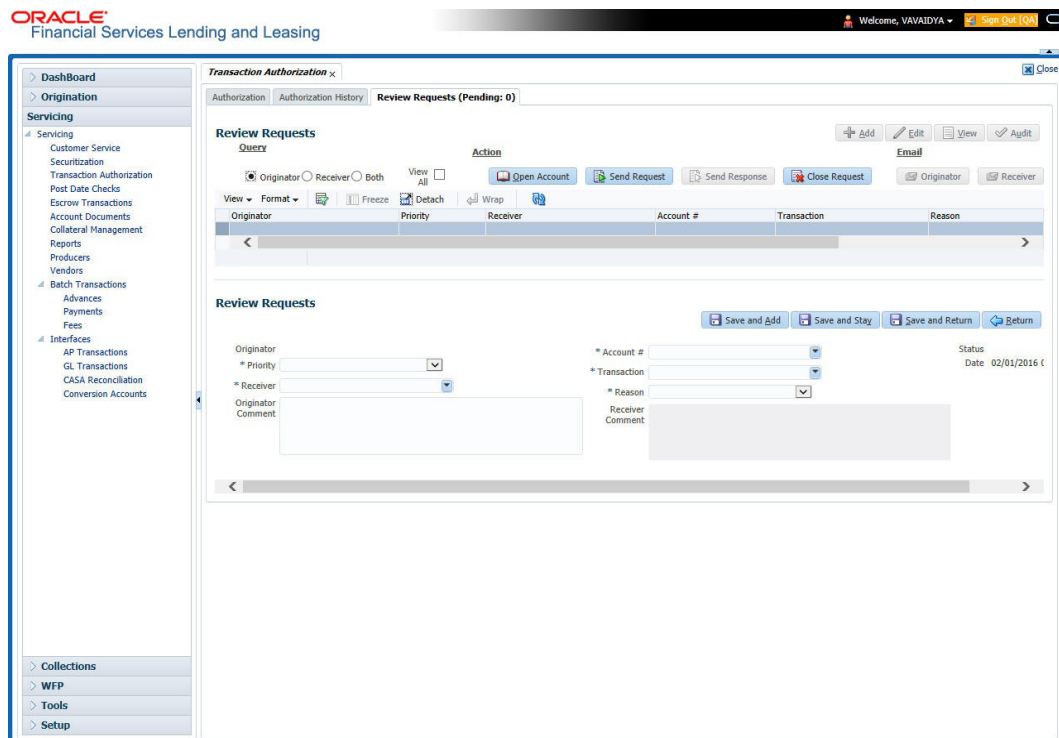 ORACLE
Financial Services Lending and Leasing
Welcome, VAVAIDYA
Sign Out [QA]
DashBoard
Origination
Servicing
Servicing
Customer Service
Securitization
Transaction Authorization
Post Date Checks
Escrow Transactions
Account Documents
Collateral Management
Reports
Producers
Vendors
Batch Transactions
Advances
Payments
Fees
Interfaces
AP Transactions
GL Transactions
CASA Reconciliation
Conversion Accounts
Collections
WFP
Tools
Setup
Transaction Authorization x
Close
Authorization Authorization History Review Requests (Pending: 0)
Review Requests
Add Edit View Audit
Query Action Email
Originator Receiver Both View All
Open Account Send Request Send Response Close Request Originator Receiver
View Format Freeze Detach Wrap
Originator Priority Receiver Account # Transaction Reason
Review Requests
Save and Add Save and Stay Save and Return Return
Originator
* Priority
* Receiver
Originator
Comment
* Account #
* Transaction
* Reason
Receiver
Comment
Status
Date 02/01/2016